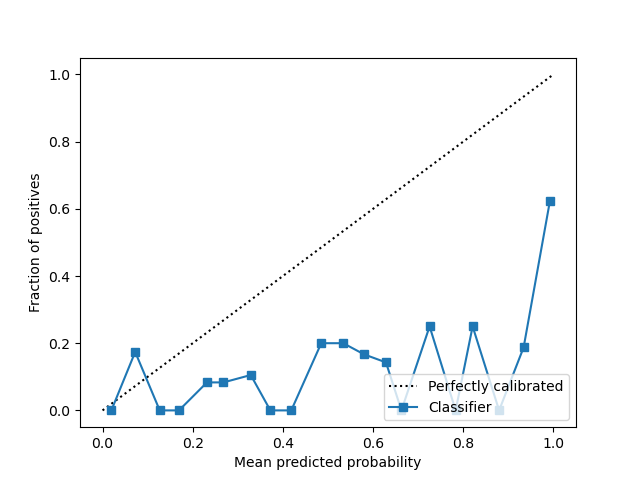 1.0
0.8
0.6
0.4
0.2
0.0
Fraction of positives
0.0 0.2 0.4 0.6 0.8 1.0
Mean predicted probability
Perfectly calibrated
Classifier